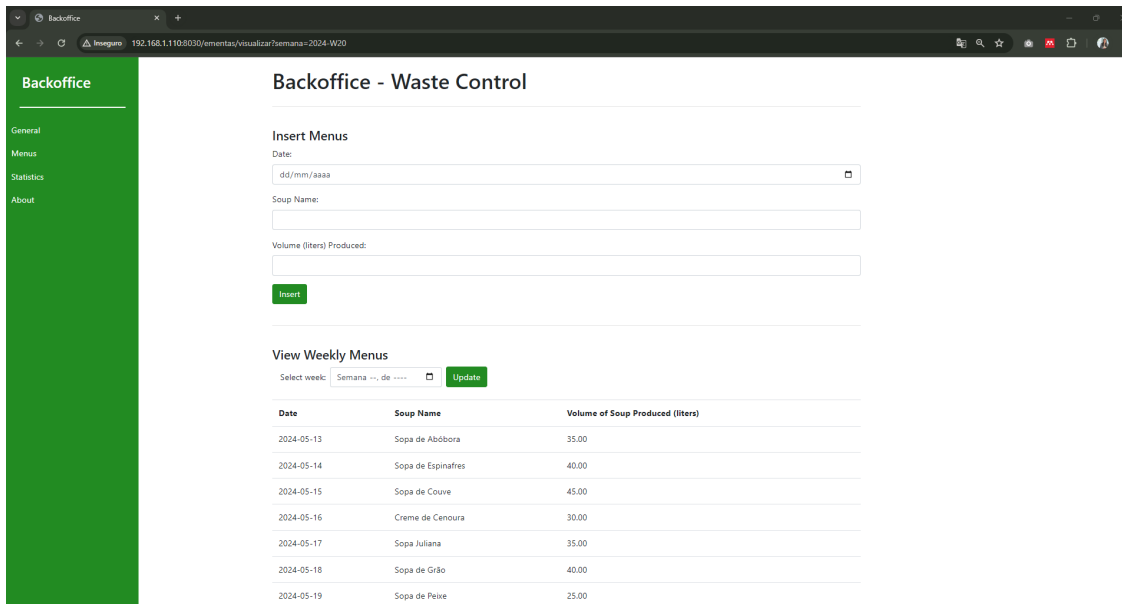 Backoffice
Inseguro 192.168.1.110:8030/ementas/visualizar?semana=2024-W20
Backoffice
General
Menus
Statistics
About
Backoffice - Waste Control
Insert Menus
Date:
dd/mm/aaaa
Soup Name:
Volume (liters) Produced:
Insert
View Weekly Menus
Select week: Semana --, de ---- Update
Date Soup Name Volume of Soup Produced (liters)
2024-05-13 Sopa de Abóbora 35.00
2024-05-14 Sopa de Espinafres 40.00
2024-05-15 Sopa de Couve 45.00
2024-05-16 Creme de Cenoura 30.00
2024-05-17 Sopa Juliana 35.00
2024-05-18 Sopa de Grão 40.00
2024-05-19 Sopa de Peixe 25.00